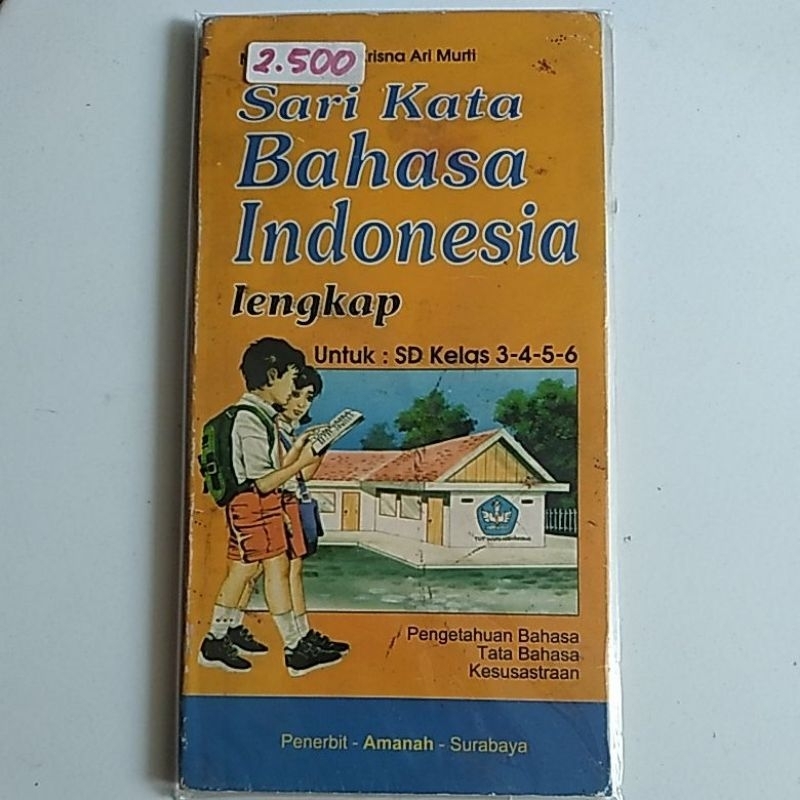 2.500
Ari Murti
Sari Kata
Bahasa
Indonesia
lengkap
Untuk : SD Kelas 3-4-5-6
Pengetahuan Bahasa
Tata Bahasa
Kesusastraan
Penerbit - Amanah - Surabaya